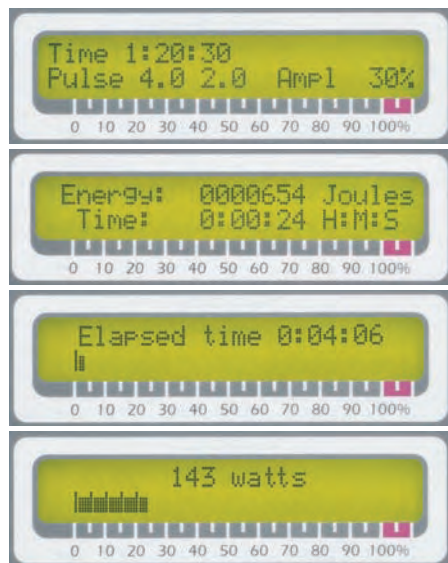 Time 1:20:30
Pulse 4.0 2.0 Ampl 30%
0 10 20 30 40 50 60 70 80 90 100%
Energy: 0000654 Joules
Time: 0:00:24 H:M:S
0 10 20 30 40 50 60 70 80 90 100%
Elapsed time 0:04:06
0 10 20 30 40 50 60 70 80 90 100%
143 watts
0 10 20 30 40 50 60 70 80 90 100%